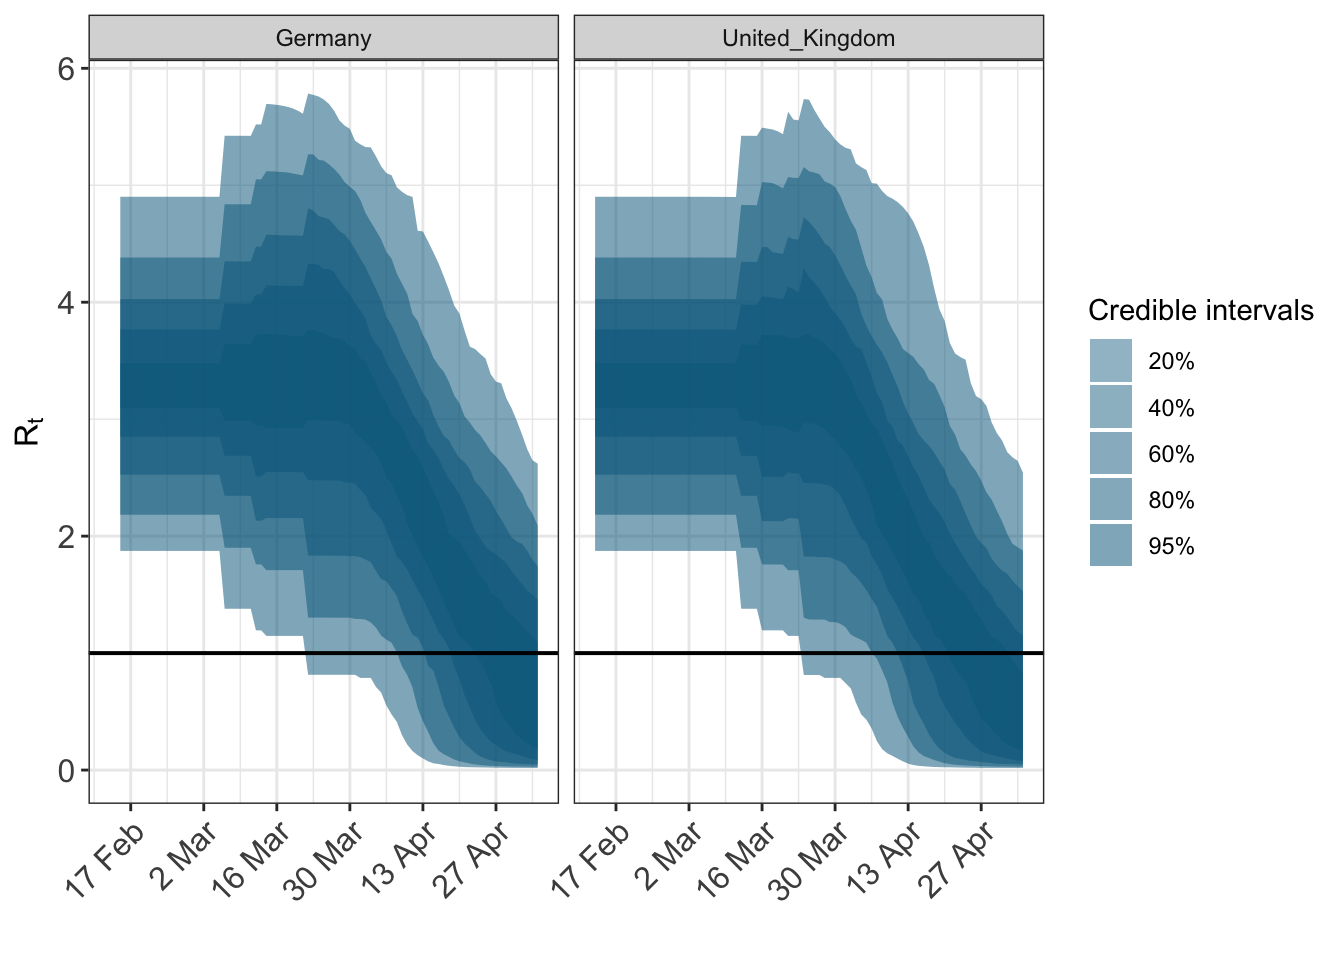 Germany
United_Kingdom
6
4
2
0
Rt
17 Feb
2 Mar
16 Mar
30 Mar
13 Apr
27 Apr
17 Feb
2 Mar
16 Mar
30 Mar
13 Apr
27 Apr
Credible intervals
20%
40%
60%
80%
95%